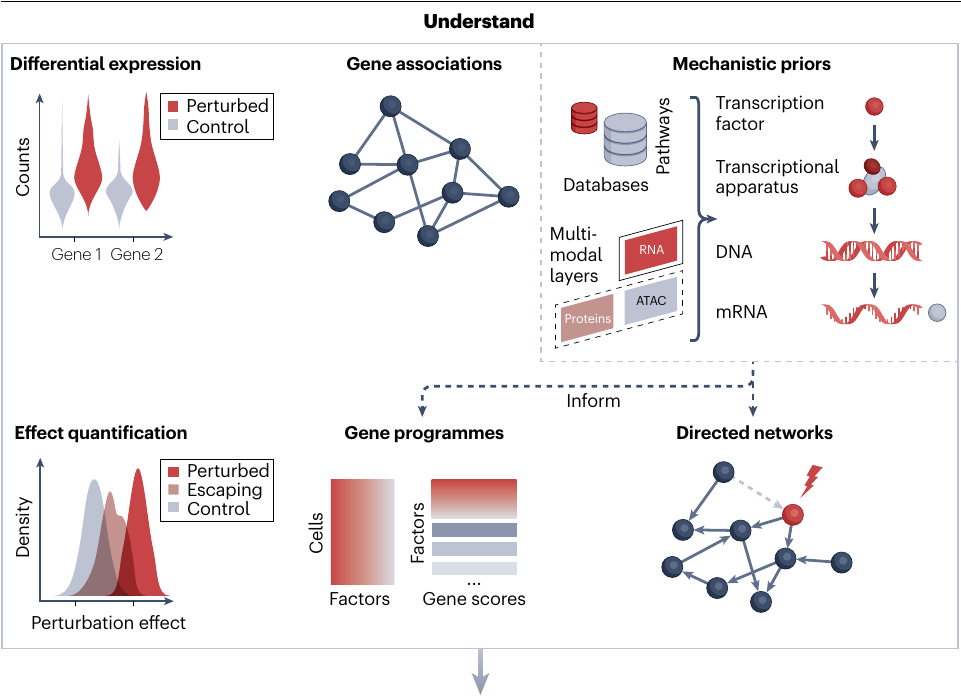 Understand
Differential expression
Perturbed
Control
Counts
Gene 1
Gene 2
Gene associations
Mechanistic priors
Databases
Pathways
Multi-
modal
layers
RNA
ATAC
Proteins
Transcription
factor
Transcriptional
apparatus
DNA
mRNA
Inform
Effect quantification
Perturbed
Escaping
Control
Density
Perturbation effect
Gene programmes
Cells
Factors
Factors
Gene scores
...
Directed networks